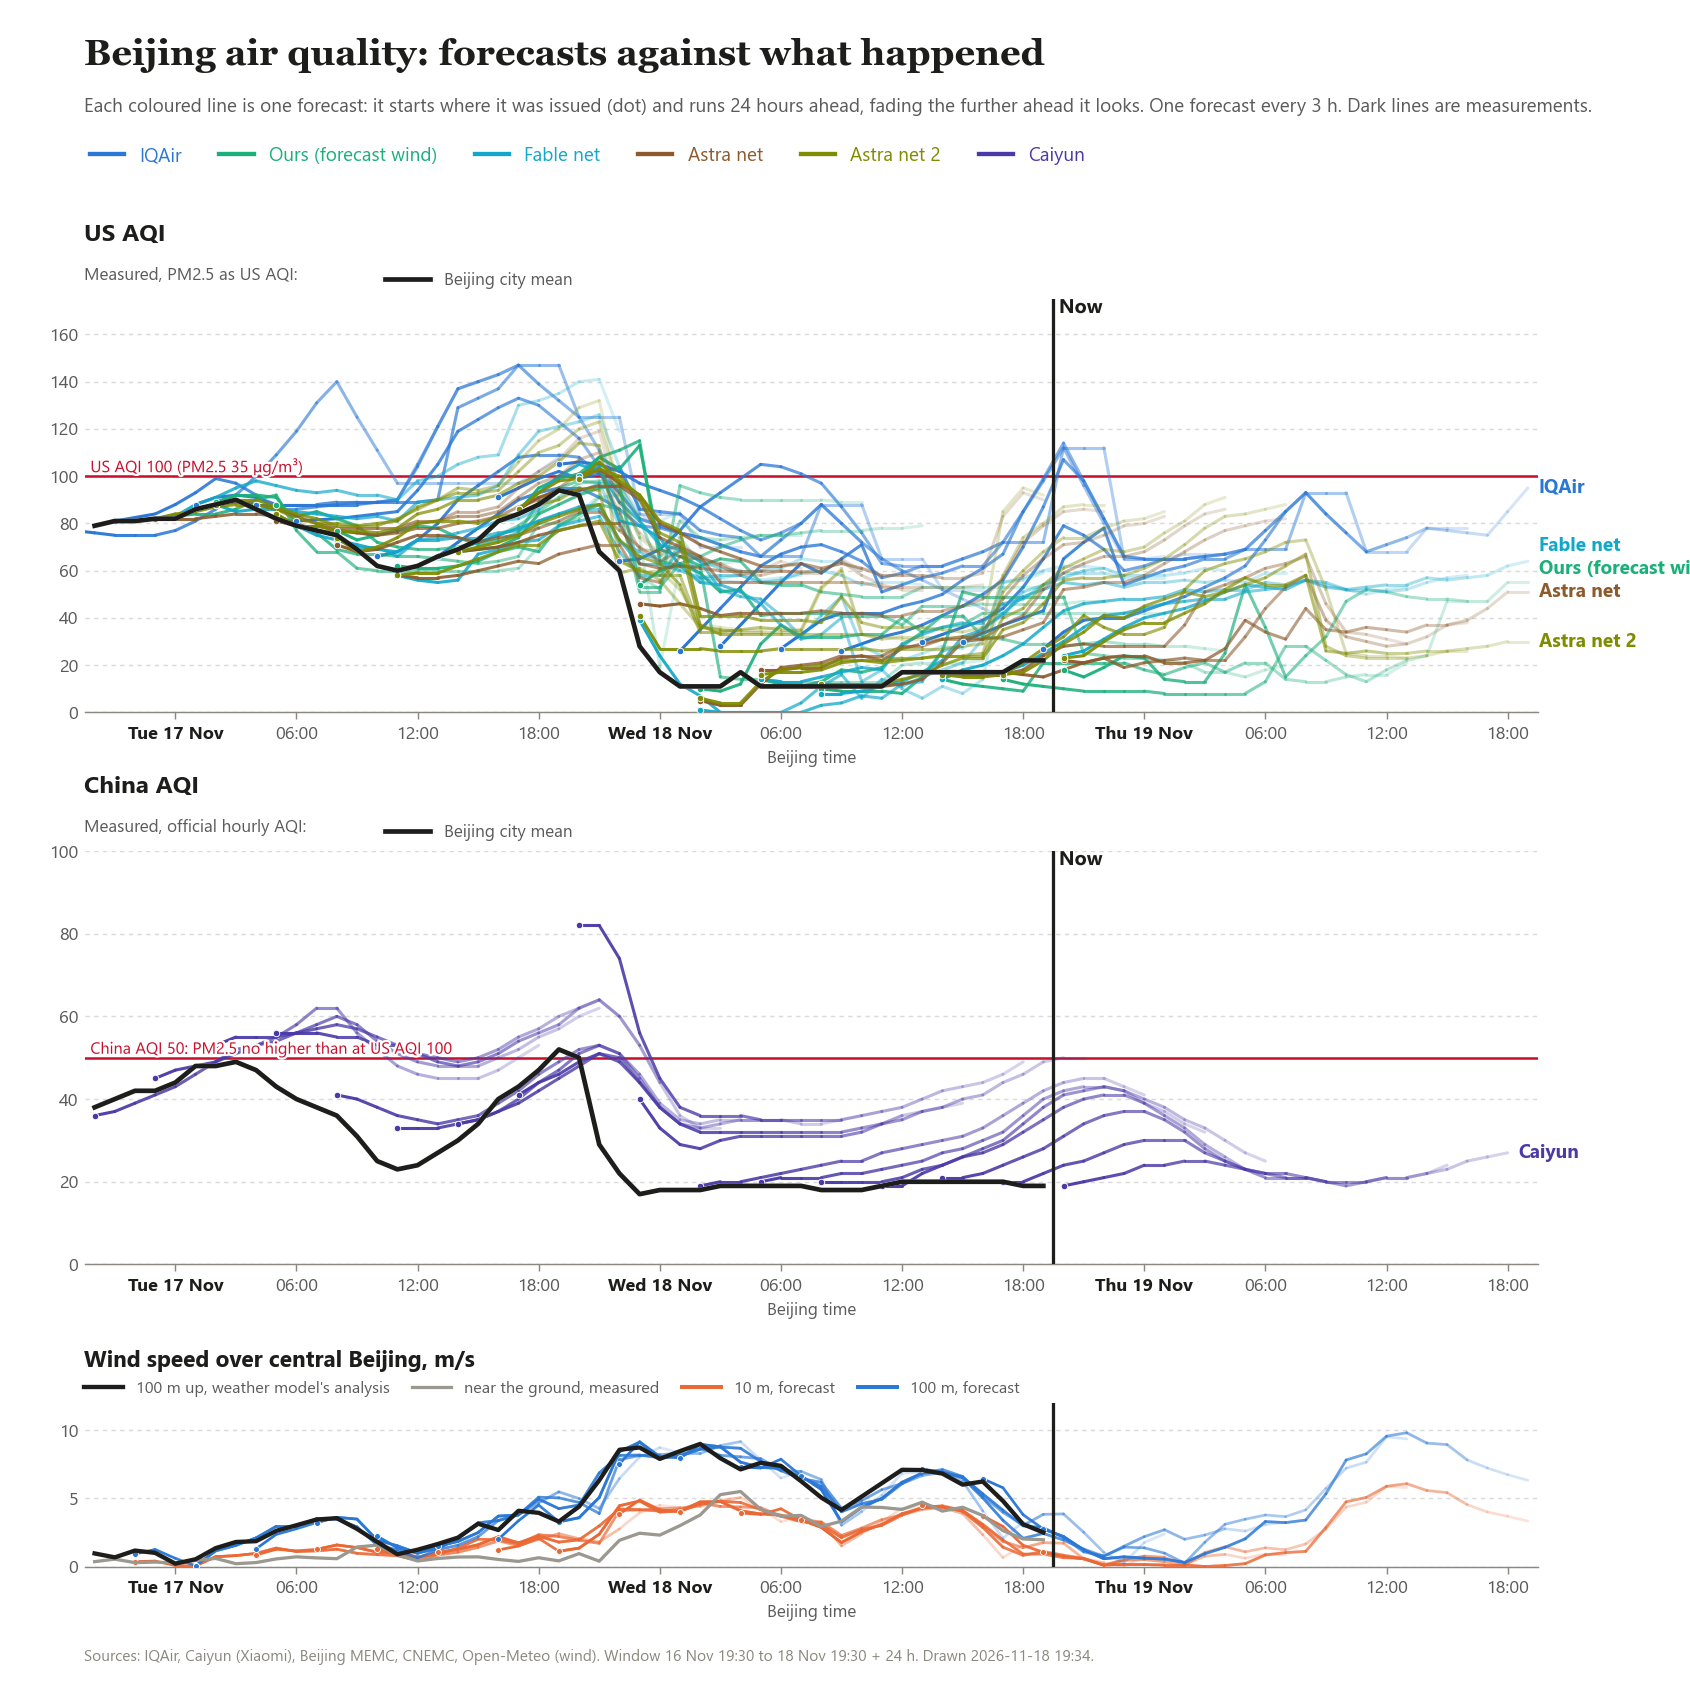 Beijing air quality: forecasts against what happened
Each coloured line is one forecast: it starts where it was issued (dot) and runs 24 hours ahead, fading the further ahead it looks. One forecast every 3 h. Dark lines are measurements.
IQAir Ours (forecast wind) Fable net Astra net Astra net 2 Caiyun
US AQI
Measured, PM2.5 as US AQI: Beijing city mean
Now
160
140
120
100
80
60
40
20
0
US AQI 100 (PM2.5 35 µg/m³)
IQAir
Fable net
Ours (forecast wi
Astra net
Astra net 2
Tue 17 Nov 06:00 12:00 18:00 Wed 18 Nov 06:00 12:00 18:00 Thu 19 Nov 06:00 12:00 18:00
Beijing time
China AQI
Measured, official hourly AQI: Beijing city mean
Now
100
80
60
40
20
0
China AQI 50: PM2.5 no higher than at US AQI 100
Caiyun
Tue 17 Nov 06:00 12:00 18:00 Wed 18 Nov 06:00 12:00 18:00 Thu 19 Nov 06:00 12:00 18:00
Beijing time
Wind speed over central Beijing, m/s
100 m up, weather model's analysis near the ground, measured 10 m, forecast 100 m, forecast
10
5
0
Tue 17 Nov 06:00 12:00 18:00 Wed 18 Nov 06:00 12:00 18:00 Thu 19 Nov 06:00 12:00 18:00
Beijing time
Sources: IQAir, Caiyun (Xiaomi), Beijing MEMC, CNEMC, Open-Meteo (wind). Window 16 Nov 19:30 to 18 Nov 19:30 + 24 h. Drawn 2026-11-18 19:34.